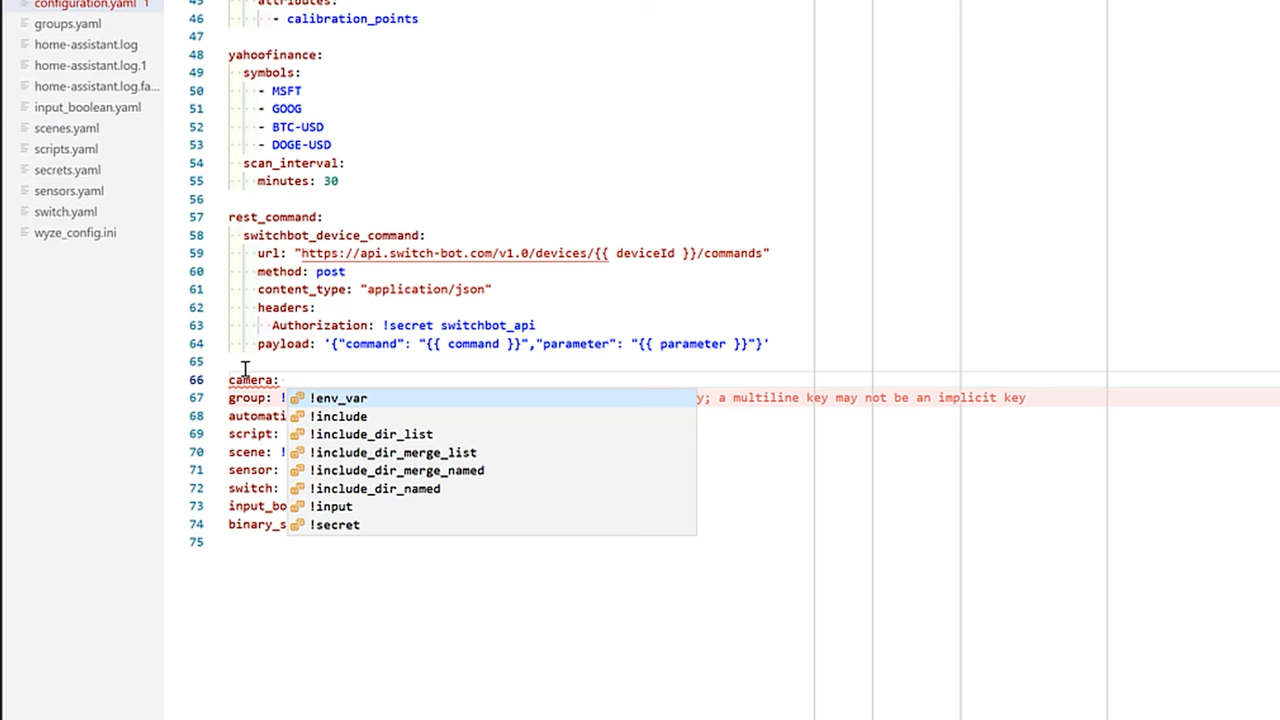 configuration.yaml 1
groups.yaml
home-assistant.log
home-assistant.log.1
home-assistant.log.fa...
input_boolean.yaml
scenes.yaml
scripts.yaml
secrets.yaml
sensors.yaml
switch.yaml
wyze_config.ini
45 attributes:
46 - calibration_points
47
48 yahoofinance:
49 symbols:
50 - MSFT
51 - GOOG
52 - BTC-USD
53 - DOGE-USD
54 scan_interval:
55 minutes: 30
56
57 rest_command:
58 switchbot_device_command:
59 url: "https://api.switch-bot.com/v1.0/devices/{{ deviceId }}/commands"
60 method: post
61 content_type: "application/json"
62 headers:
63 Authorization: !secret switchbot_api
64 payload: '{"command": "{{ command }}","parameter": "{{ parameter }}"}'
65
66 camera:
67 group: ! y; a multiline key may not be an implicit key
68 automati
69 script:
70 scene: !
71 sensor:
72 switch:
73 input_bo
74 binary_s
75
!env_var
!include
!include_dir_list
!include_dir_merge_list
!include_dir_merge_named
!include_dir_named
!input
!secret